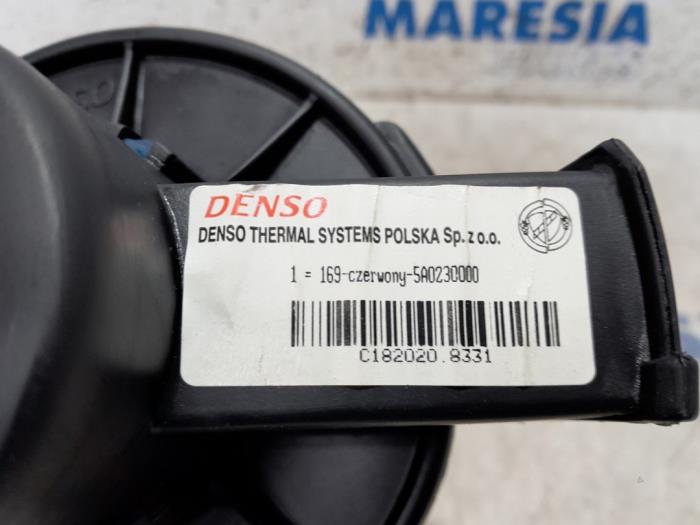 MARESIA
DENSO
DENSO THERMAL SYSTEMS POLSKA Sp. z o.o.
1 = 169-czerwony-5A0230000
C182020.8331